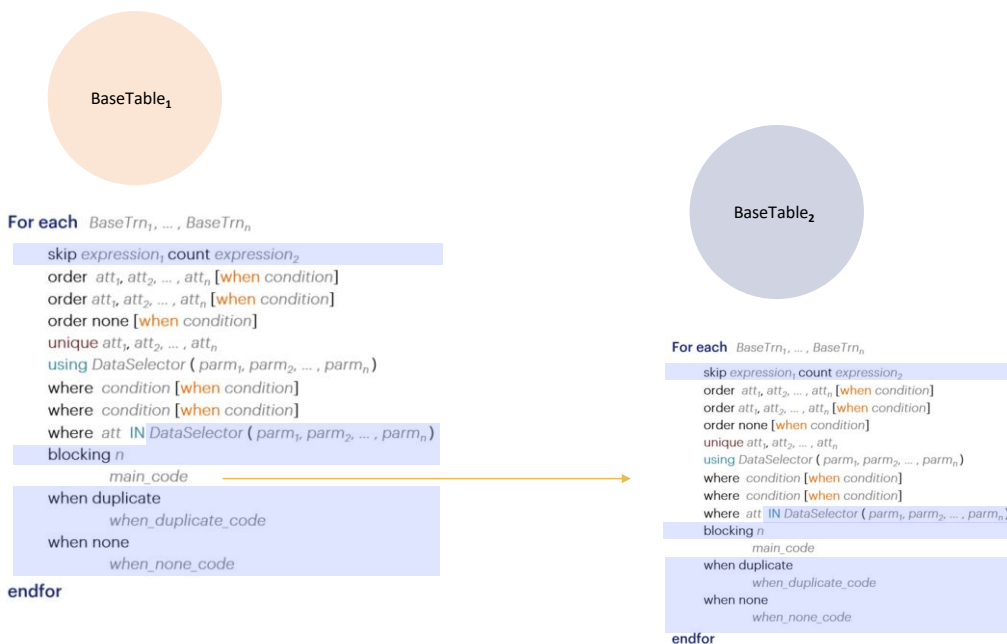 BaseTable₁
For each BaseTrn₁, ... , BaseTrnₙ
skip expression₁ count expression₂
order att₁, att₂, ... , attₙ [when condition]
order att₁, att₂, ... , attₙ [when condition]
order none [when condition]
unique att₁, att₂, ... , attₙ
using DataSelector ( parm₁, parm₂, ... , parmₙ)
where condition [when condition]
where condition [when condition]
where att IN DataSelector ( parm₁, parm₂, ... , parmₙ)
blocking n
main_code
when duplicate
when_duplicate_code
when none
when_none_code
endfor
BaseTable₂
For each BaseTrn₁, ... , BaseTrnₙ
skip expression₁ count expression₂
order att₁, att₂, ... , attₙ [when condition]
order att₁, att₂, ... , attₙ [when condition]
order none [when condition]
unique att₁, att₂, ... , attₙ
using DataSelector ( parm₁, parm₂, ... , parmₙ)
where condition [when condition]
where condition [when condition]
where att IN DataSelector ( parm₁, parm₂, ... , parmₙ)
blocking n
main_code
when duplicate
when_duplicate_code
when none
when_none_code
endfor